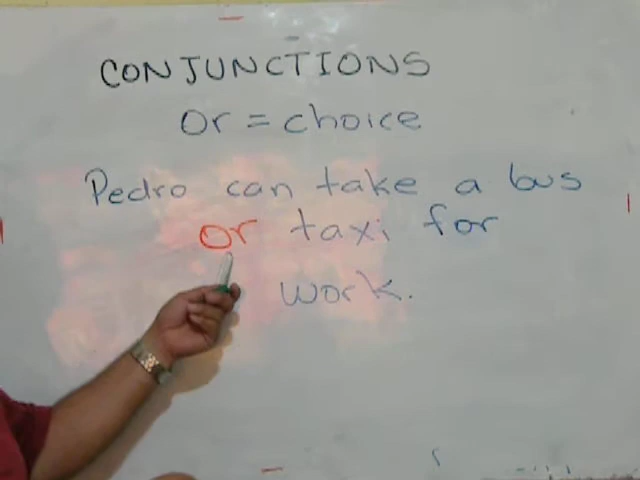 CONJUNCTIONS
or = choice
Pedro can take a bus
or taxi for
work.